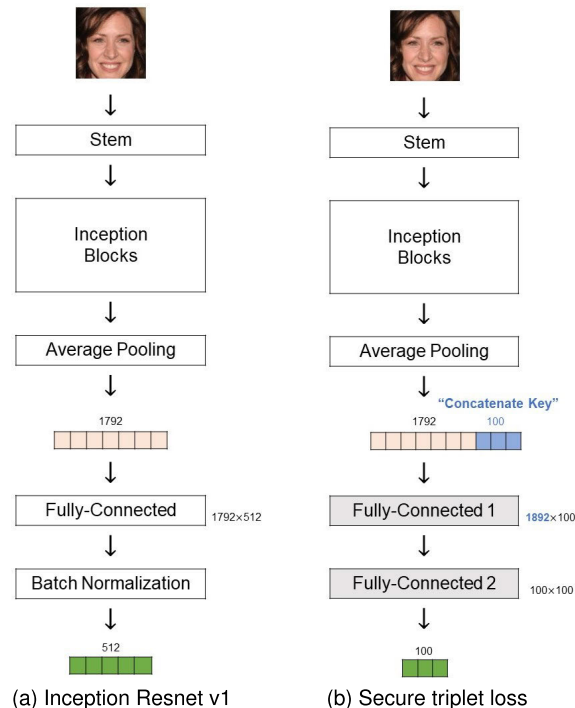 Stem
Inception
Blocks
Average Pooling
1792
Fully-Connected
1792×512
Batch Normalization
512
(a) Inception Resnet v1
Stem
Inception
Blocks
Average Pooling
"Concatenate Key"
1792
100
Fully-Connected 1
1892×100
Fully-Connected 2
100×100
100
(b) Secure triplet loss